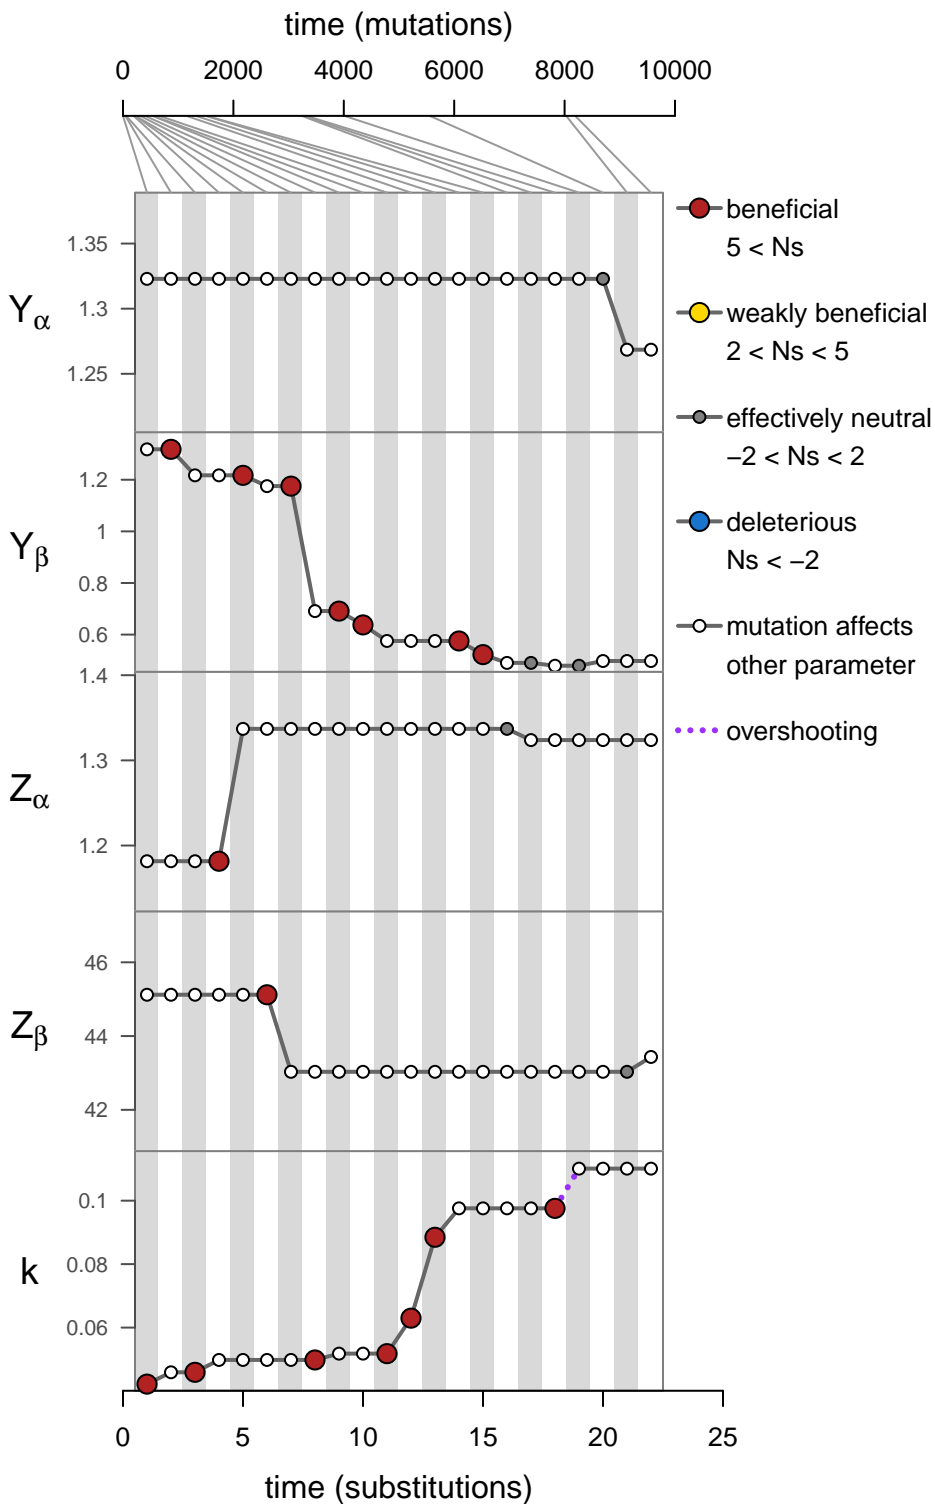 time (mutations)
0 2000 4000 6000 8000 10000
beneficial
5 < Ns
weakly beneficial
2 < Ns < 5
effectively neutral
−2 < Ns < 2
deleterious
Ns < −2
mutation affects
other parameter
overshooting
Yα
1.35
1.3
1.25
Yβ
1.2
1
0.8
0.6
Zα
1.4
1.3
1.2
Zβ
46
44
42
k
0.1
0.08
0.06
0 5 10 15 20 25
time (substitutions)